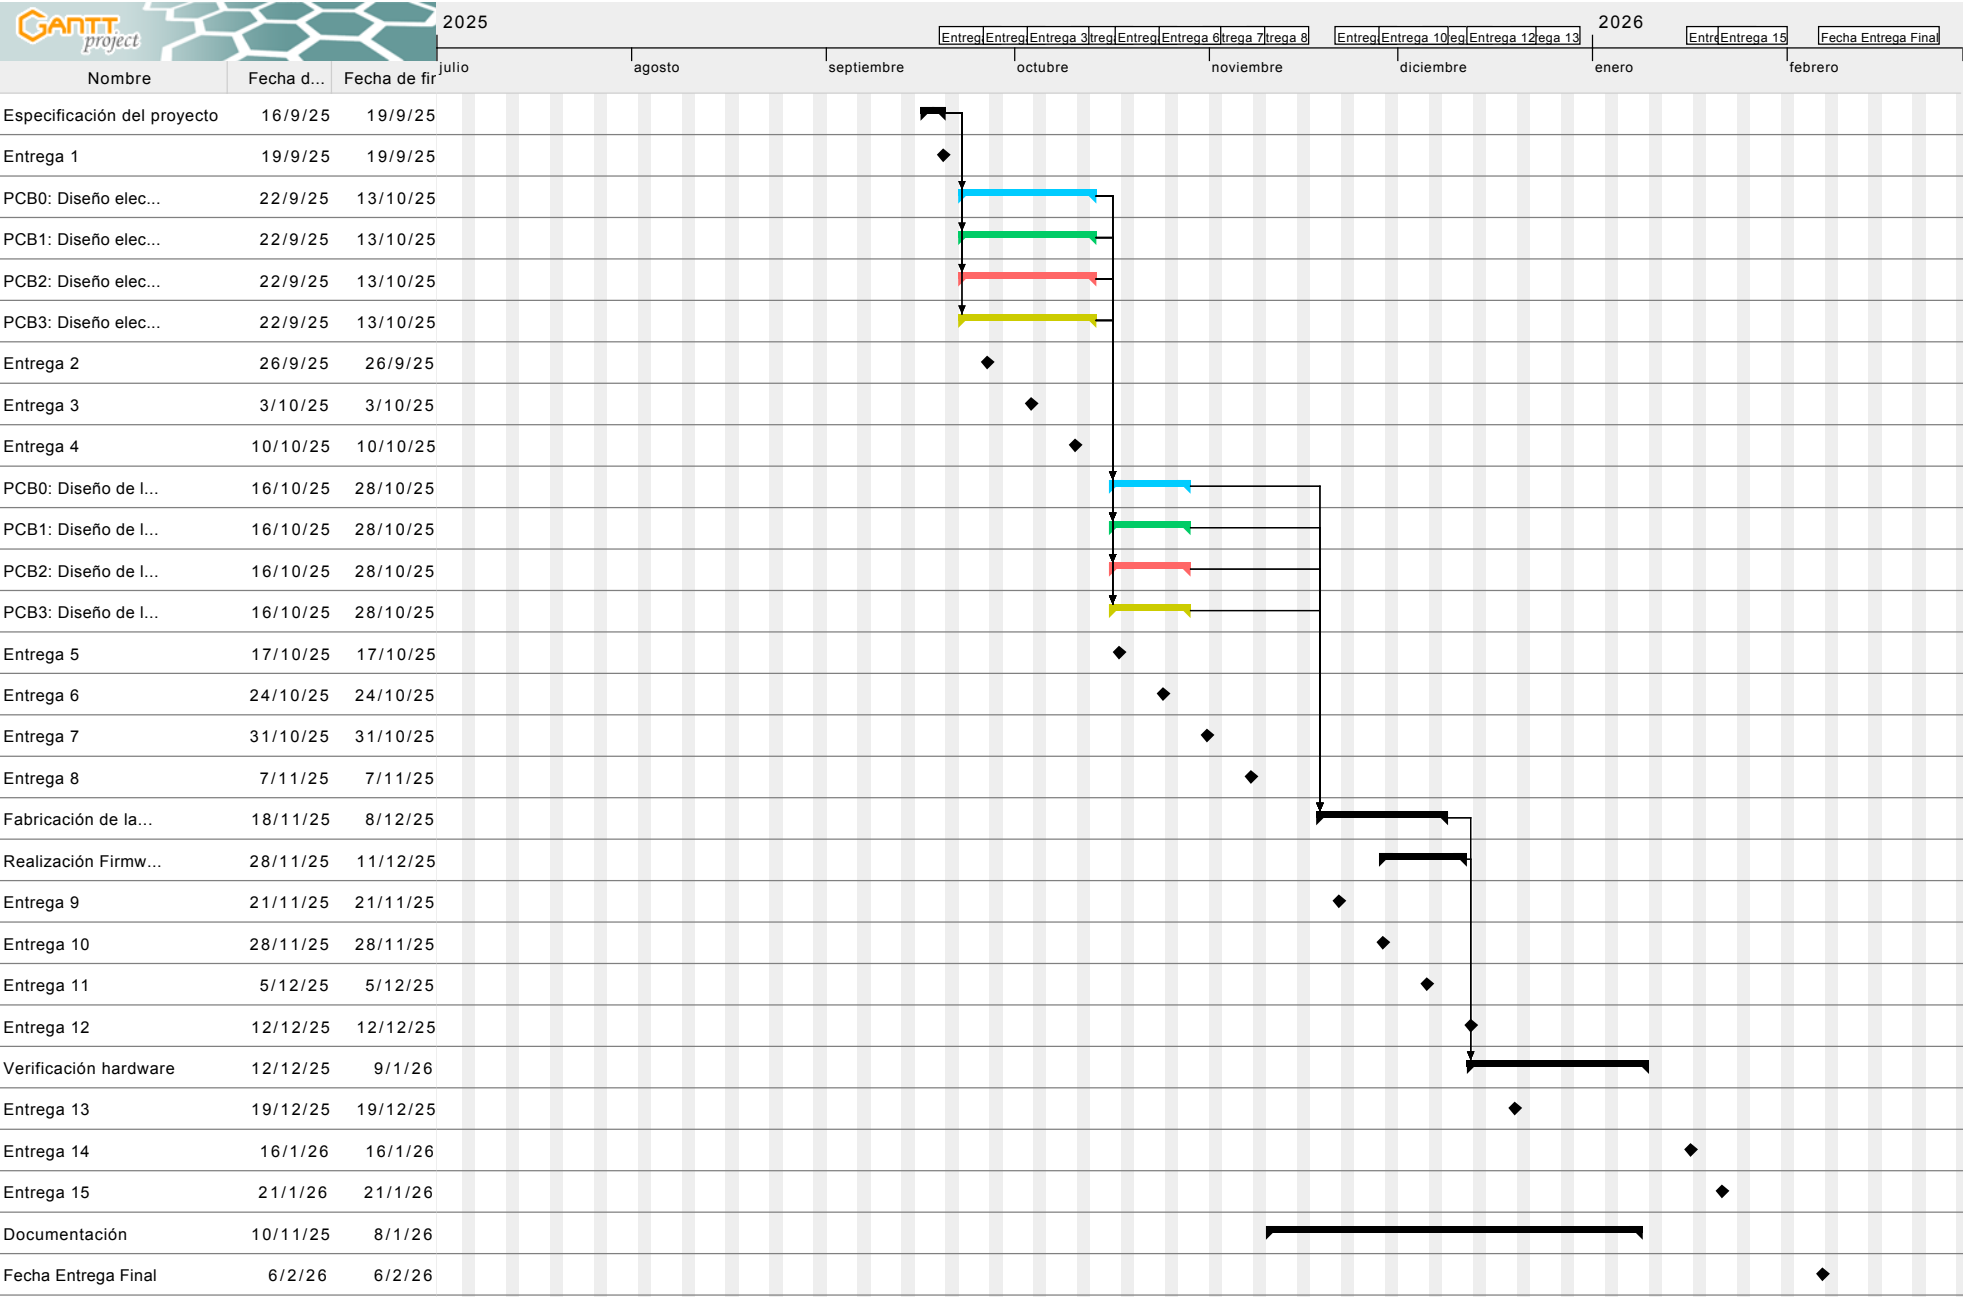 GANTT
project
2025
2026
Entreg Entreg Entrega 3 treg Entreg Entrega 6 trega 7 trega 8 Entreg Entrega 10 eg Entrega 12 ega 13 Entre Entrega 15 Fecha Entrega Final
julio agosto septiembre octubre noviembre diciembre enero febrero
Nombre Fecha d... Fecha de fin
Especificación del proyecto 16/9/25 19/9/25
Entrega 1 19/9/25 19/9/25
PCB0: Diseño elec... 22/9/25 13/10/25
PCB1: Diseño elec... 22/9/25 13/10/25
PCB2: Diseño elec... 22/9/25 13/10/25
PCB3: Diseño elec... 22/9/25 13/10/25
Entrega 2 26/9/25 26/9/25
Entrega 3 3/10/25 3/10/25
Entrega 4 10/10/25 10/10/25
PCB0: Diseño de l... 16/10/25 28/10/25
PCB1: Diseño de l... 16/10/25 28/10/25
PCB2: Diseño de l... 16/10/25 28/10/25
PCB3: Diseño de l... 16/10/25 28/10/25
Entrega 5 17/10/25 17/10/25
Entrega 6 24/10/25 24/10/25
Entrega 7 31/10/25 31/10/25
Entrega 8 7/11/25 7/11/25
Fabricación de la... 18/11/25 8/12/25
Realización Firmw... 28/11/25 11/12/25
Entrega 9 21/11/25 21/11/25
Entrega 10 28/11/25 28/11/25
Entrega 11 5/12/25 5/12/25
Entrega 12 12/12/25 12/12/25
Verificación hardware 12/12/25 9/1/26
Entrega 13 19/12/25 19/12/25
Entrega 14 16/1/26 16/1/26
Entrega 15 21/1/26 21/1/26
Documentación 10/11/25 8/1/26
Fecha Entrega Final 6/2/26 6/2/26